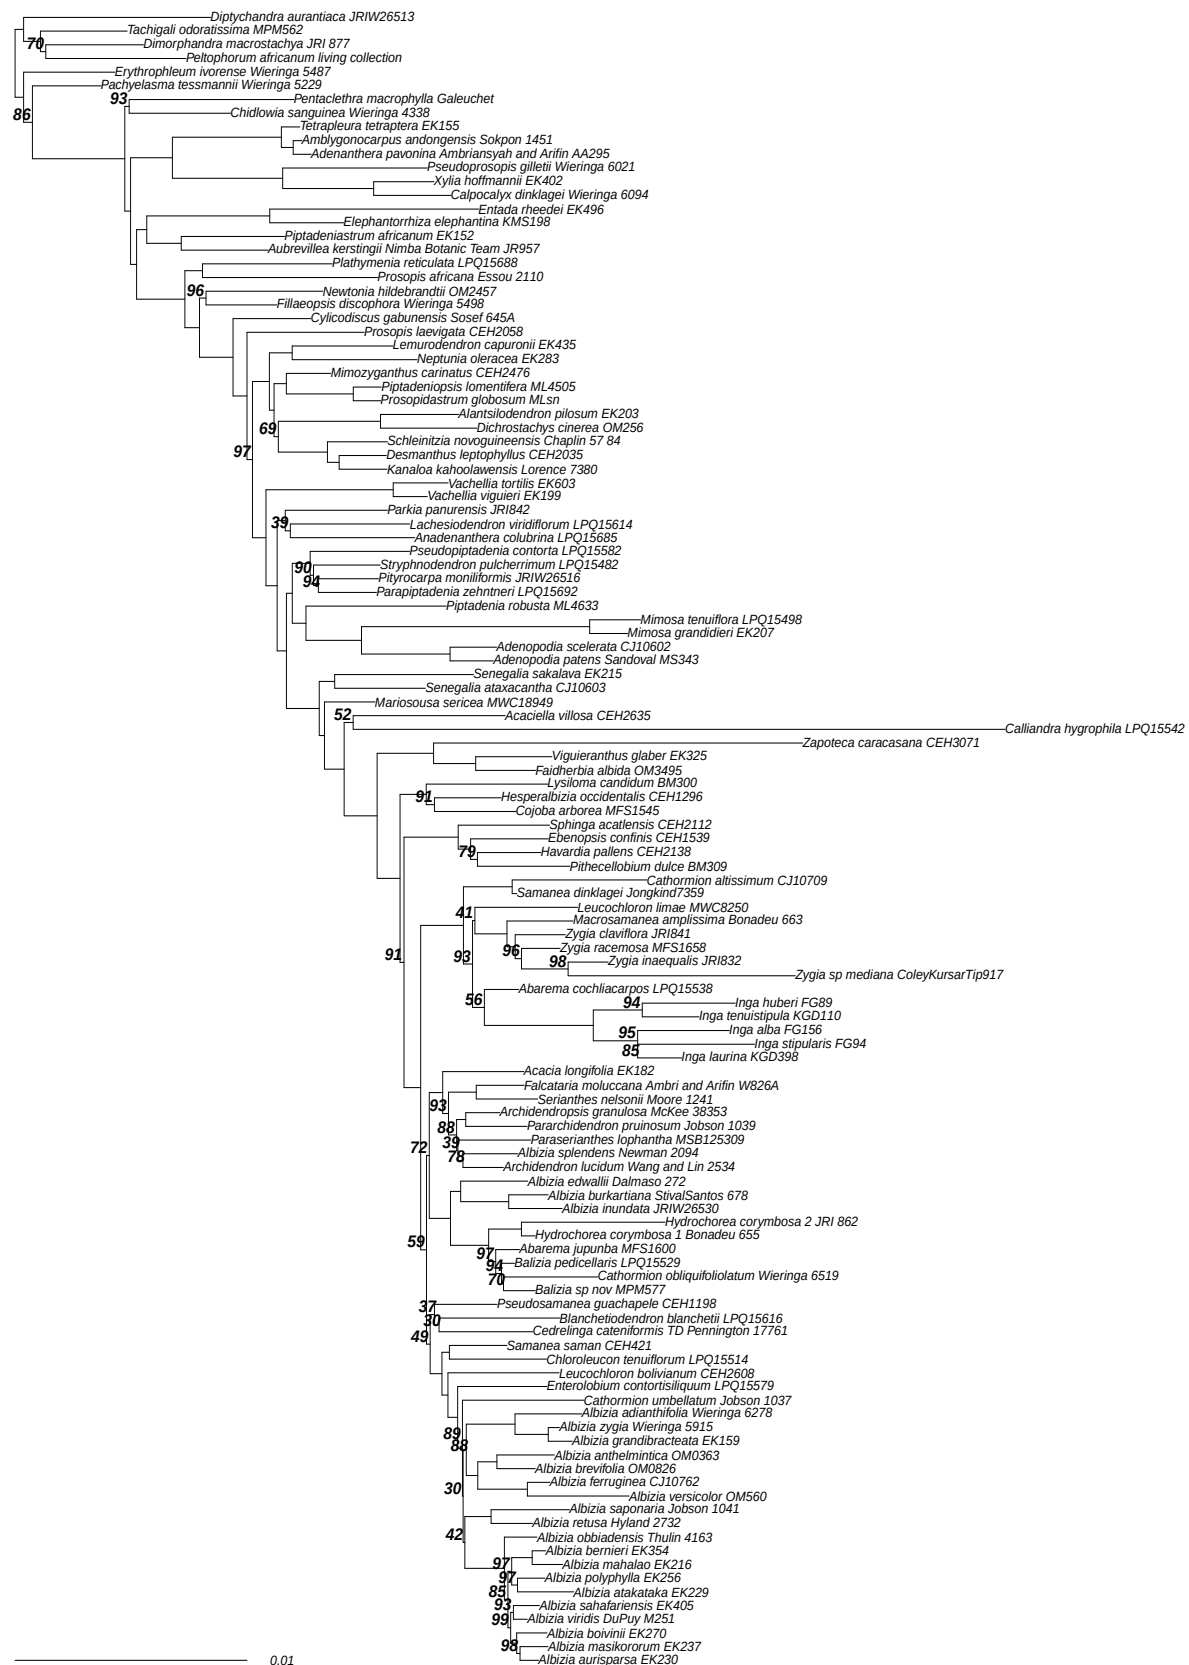 Diptychandra aurantiaca JRIW26513
Tachigali odoratissima MPM562
70
Dimorphandra macrostachya JRI 877
Peltophorum africanum living collection
Erythrophleum ivorense Wieringa 5487
Pachyelasma tessmannii Wieringa 5229
93
Pentaclethra macrophylla Galeuchet
86
Chidlowia sanguinea Wieringa 4338
Tetrapleura tetraptera EK155
Amblygonocarpus andongensis Sokpon 1451
Adenanthera pavonina Ambriansyah and Arifin AA295
Pseudoprosopis gilletii Wieringa 6021
Xylia hoffmannii EK402
Calpocalyx dinklagei Wieringa 6094
Entada rheedei EK496
Elephantorrhiza elephantina KMS198
Piptadeniastrum africanum EK152
Aubrevillea kerstingii Nimba Botanic Team JR957
Plathymenia reticulata LPQ15688
Prosopis africana Essou 2110
96
Newtonia hildebrandtii OM2457
Fillaeopsis discophora Wieringa 5498
Cylicodiscus gabunensis Sosef 645A
Prosopis laevigata CEH2058
Lemurodendron capuronii EK435
Neptunia oleracea EK283
Mimozyganthus carinatus CEH2476
Piptadeniopsis lomentifera ML4505
Prosopidastrum globosum MLsn
Alantsilodendron pilosum EK203
69
Dichrostachys cinerea OM256
Schleinitzia novoguineensis Chaplin 57 84
97
Desmanthus leptophyllus CEH2035
Kanaloa kahoolawensis Lorence 7380
Vachellia tortilis EK603
Vachellia viguieri EK199
Parkia panurensis JRI842
39
Lachesiodendron viridiflorum LPQ15614
Anadenanthera colubrina LPQ15685
Pseudopiptadenia contorta LPQ15582
90
Stryphnodendron pulcherrimum LPQ15482
94
Pityrocarpa moniliformis JRIW26516
Parapiptadenia zehntneri LPQ15692
Piptadenia robusta ML4633
Mimosa tenuiflora LPQ15498
Mimosa grandidieri EK207
Adenopodia scelerata CJ10602
Adenopodia patens Sandoval MS343
Senegalia sakalava EK215
Senegalia ataxacantha CJ10603
Mariosousa sericea MWC18949
52
Acaciella villosa CEH2635
Calliandra hygrophila LPQ15542
Zapoteca caracasana CEH3071
Viguieranthus glaber EK325
Faidherbia albida OM3495
Lysiloma candidum BM300
91
Hesperalbizia occidentalis CEH1296
Cojoba arborea MFS1545
Sphinga acatlensis CEH2112
Ebenopsis confinis CEH1539
79
Havardia pallens CEH2138
Pithecellobium dulce BM309
Cathormion altissimum CJ10709
Samanea dinklagei Jongkind7359
41
Leucochloron limae MWC8250
Macrosamanea amplissima Bonadeu 663
Zygia claviflora JRI841
91
93
96
Zygia racemosa MFS1658
98
Zygia inaequalis JRI832
Zygia sp mediana ColeyKursarTip917
Abarema cochliacarpos LPQ15538
56
94
Inga huberi FG89
Inga tenuistipula KGD110
95
Inga alba FG156
Inga stipularis FG94
85
Inga laurina KGD398
Acacia longifolia EK182
Falcataria moluccana Ambri and Arifin W826A
Serianthes nelsonii Moore 1241
93
Archidendropsis granulosa McKee 38353
88
Pararchidendron pruinosum Jobson 1039
72
39
Paraserianthes lophantha MSB125309
78
Albizia splendens Newman 2094
Archidendron lucidum Wang and Lin 2534
Albizia edwallii Dalmaso 272
Albizia burkartiana StivalSantos 678
Albizia inundata JRIW26530
Hydrochorea corymbosa 2 JRI 862
Hydrochorea corymbosa 1 Bonadeu 655
59
97
Abarema jupunba MFS1600
94
Balizia pedicellaris LPQ15529
70
Cathormion obliquifoliolatum Wieringa 6519
Balizia sp nov MPM577
37
Pseudosamanea guachapele CEH1198
30
Blanchetiodendron blanchetii LPQ15616
49
Cedrelinga cateniformis TD Pennington 17761
Samanea saman CEH421
Chloroleucon tenuiflorum LPQ15514
Leucochloron bolivianum CEH2608
Enterolobium contortisiliquum LPQ15579
Cathormion umbellatum Jobson 1037
Albizia adianthifolia Wieringa 6278
89
Albizia zygia Wieringa 5915
88
Albizia grandibracteata EK159
Albizia anthelmintica OM0363
Albizia brevifolia OM0826
30
Albizia ferruginea CJ10762
Albizia versicolor OM560
Albizia saponaria Jobson 1041
Albizia retusa Hyland 2732
42
Albizia obbiadensis Thulin 4163
Albizia bernieri EK354
97
Albizia mahalao EK216
97
Albizia polyphylla EK256
85
Albizia atakataka EK229
93
Albizia sahafariensis EK405
99
Albizia viridis DuPuy M251
Albizia boivinii EK270
98
Albizia masikororum EK237
Albizia aurisparsa EK230
0.01